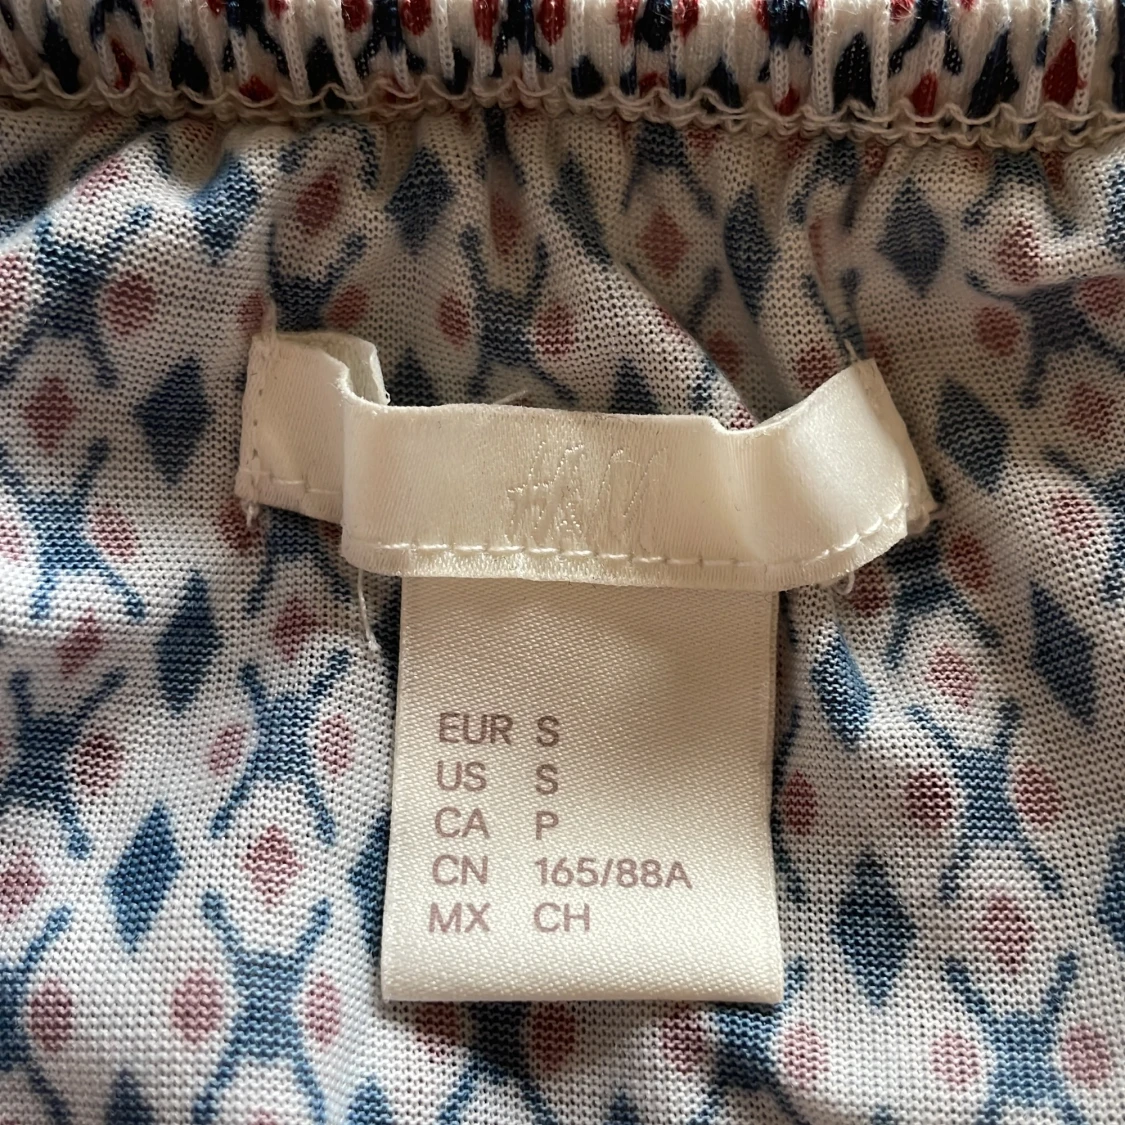 H&M
EUR S
US S
CA P
CN 165/88A
MX CH